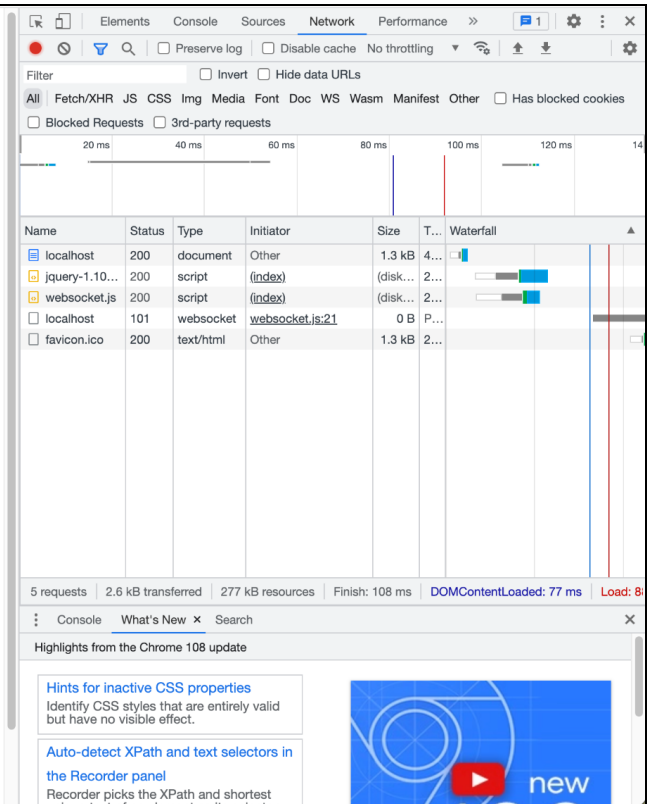 Elements Console Sources Network Performance » 1
Preserve log Disable cache No throttling
Filter Invert Hide data URLs
All Fetch/XHR JS CSS Img Media Font Doc WS Wasm Manifest Other Has blocked cookies
Blocked Requests 3rd-party requests
20 ms 40 ms 60 ms 80 ms 100 ms 120 ms 14
Name Status Type Initiator Size T... Waterfall
localhost 200 document Other 1.3 kB 4...
jquery-1.10... 200 script (index) (disk... 2...
websocket.js 200 script (index) (disk... 2...
localhost 101 websocket websocket.js:21 0 B P...
favicon.ico 200 text/html Other 1.3 kB 2...
5 requests 2.6 kB transferred 277 kB resources Finish: 108 ms DOMContentLoaded: 77 ms Load: 88
Console What's New × Search
Highlights from the Chrome 108 update
Hints for inactive CSS properties
Identify CSS styles that are entirely valid
but have no visible effect.
Auto-detect XPath and text selectors in
the Recorder panel
Recorder picks the XPath and shortest
new